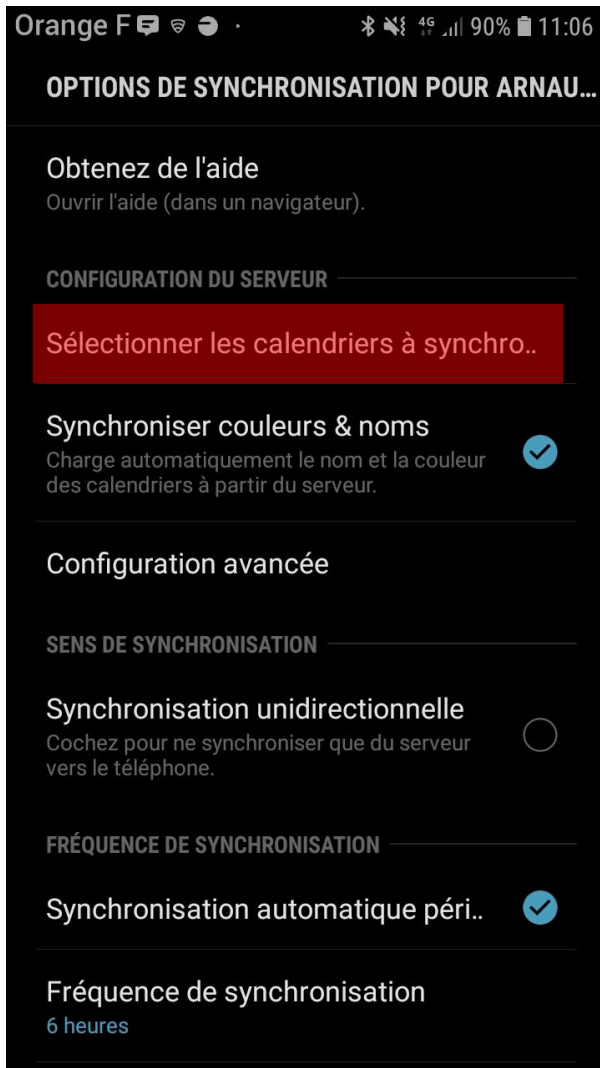 Orange F 4G 90% 11:06
OPTIONS DE SYNCHRONISATION POUR ARNAU...
Obtenez de l'aide
Ouvrir l'aide (dans un navigateur).
CONFIGURATION DU SERVEUR
Sélectionner les calendriers à synchro..
Synchroniser couleurs & noms
Charge automatiquement le nom et la couleur
des calendriers à partir du serveur.
Configuration avancée
SENS DE SYNCHRONISATION
Synchronisation unidirectionnelle
Cochez pour ne synchroniser que du serveur
vers le téléphone.
FRÉQUENCE DE SYNCHRONISATION
Synchronisation automatique péri..
Fréquence de synchronisation
6 heures